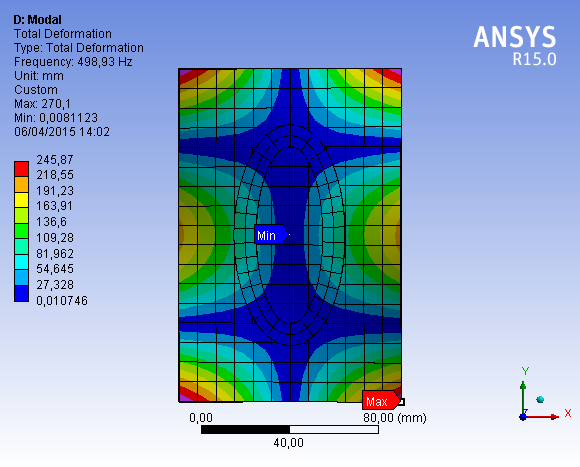 D: Modal
Total Deformation
Type: Total Deformation
Frequency: 498,93 Hz
Unit: mm
Custom
Max: 270,1
Min: 0,0081123
06/04/2015 14:02
ANSYS
R15.0
245,87
218,55
191,23
163,91
136,6
109,28
81,962
54,645
27,328
0,010746
Min
Max
0,00
80,00 (mm)
40,00
Y
Z
X